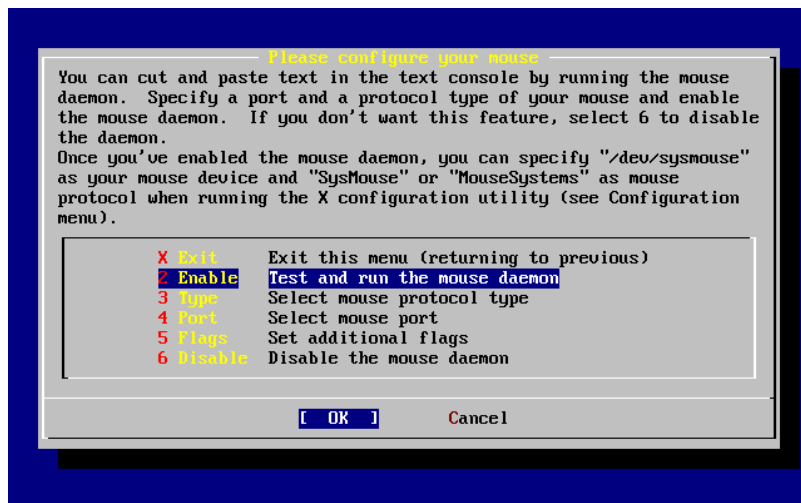 Please configure your mouse
You can cut and paste text in the text console by running the mouse
daemon.  Specify a port and a protocol type of your mouse and enable
the mouse daemon.  If you don't want this feature, select 6 to disable
the daemon.
Once you've enabled the mouse daemon, you can specify "/dev/sysmouse"
as your mouse device and "SysMouse" or "MouseSystems" as mouse
protocol when running the X configuration utility (see Configuration
menu).
X Exit Exit this menu (returning to previous)
2 Enable Test and run the mouse daemon
3 Type Select mouse protocol type
4 Port Select mouse port
5 Flags Set additional flags
6 Disable Disable the mouse daemon
[ OK ] Cancel